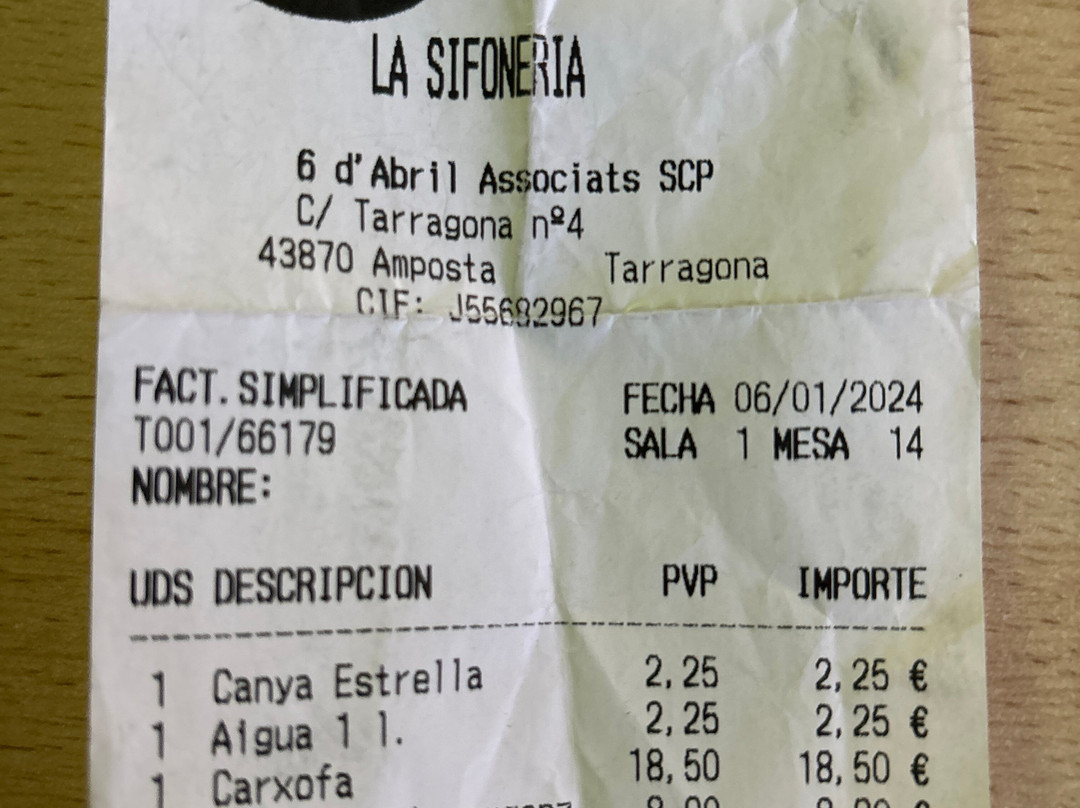 LA SIFONERIA
6 d'Abril Associats SCP
C/ Tarragona nº4
43870 Amposta Tarragona
CIF: J55682967
FACT.SIMPLIFICADA FECHA 06/01/2024
T001/66179 SALA 1 MESA 14
NOMBRE:
UDS DESCRIPCION PVP IMPORTE
1 Canya Estrella 2,25 2,25 €
1 Aigua 1 l. 2,25 2,25 €
1 Carxofa 18,50 18,50 €